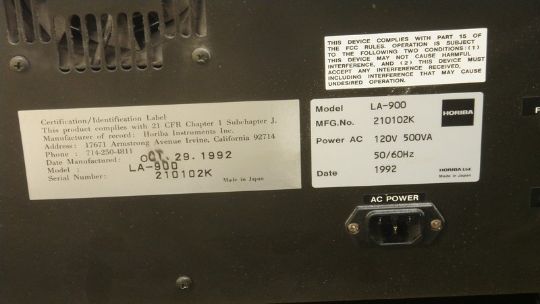 THIS DEVICE COMPLIES WITH PART 15 OF
THE FCC RULES. OPERATION IS SUBJECT
TO THE FOLLOWING TWO CONDITIONS:(1)
THIS DEVICE MAY NOT CAUSE HARMFUL
INTERFERENCE, AND (2) THIS DEVICE MUST
ACCEPT ANY INTERFERENCE RECEIVED,
INCLUDING INTERFERENCE THAT MAY CAUSE
UNDESIRED OPERATION.
Certification/Identification Label
This product complies with 21 CFR Chapter 1 Subchapter J.
Manufacturer of record: Horiba Instruments Inc.
Address: 17671 Armstrong Avenue Irvine, California 92714
Phone : 714-250-4811
Date Manufactured: OCT. 29. 1992
Model : LA-900
Serial Number: 210102K
Made in Japan
Model LA-900
MFG.No. 210102K
HORIBA
Power AC 120V 500VA
50/60Hz
Date 1992
HORIBA Ltd
Made in Japan
AC POWER
F